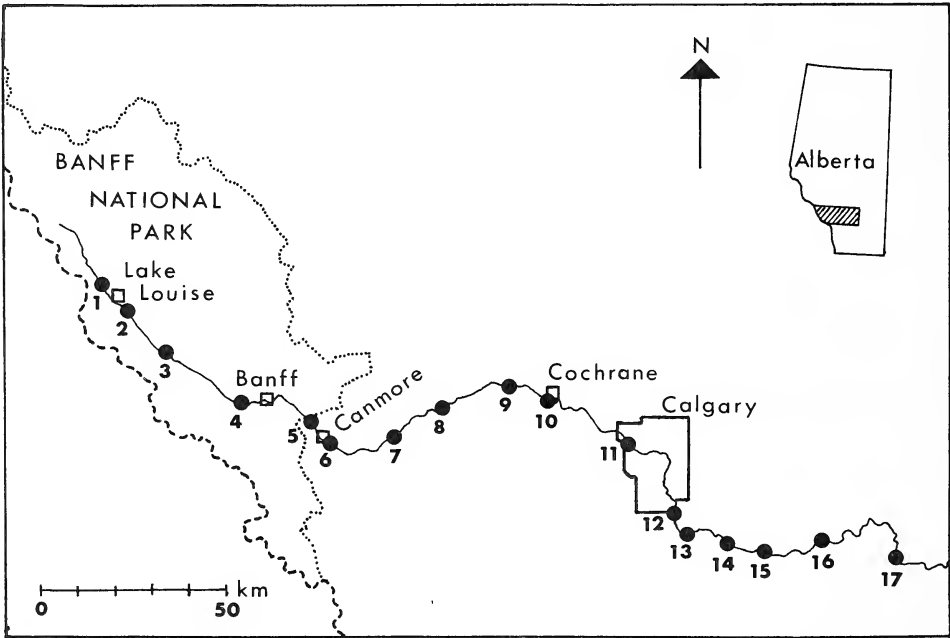 N
Alberta
BANFF
NATIONAL
PARK
Lake
Louise
1
2
3
Banff
4
5
Canmore
6
7
8
9
Cochrane
10
Calgary
11
12
13
14
15
16
17
km
0
50